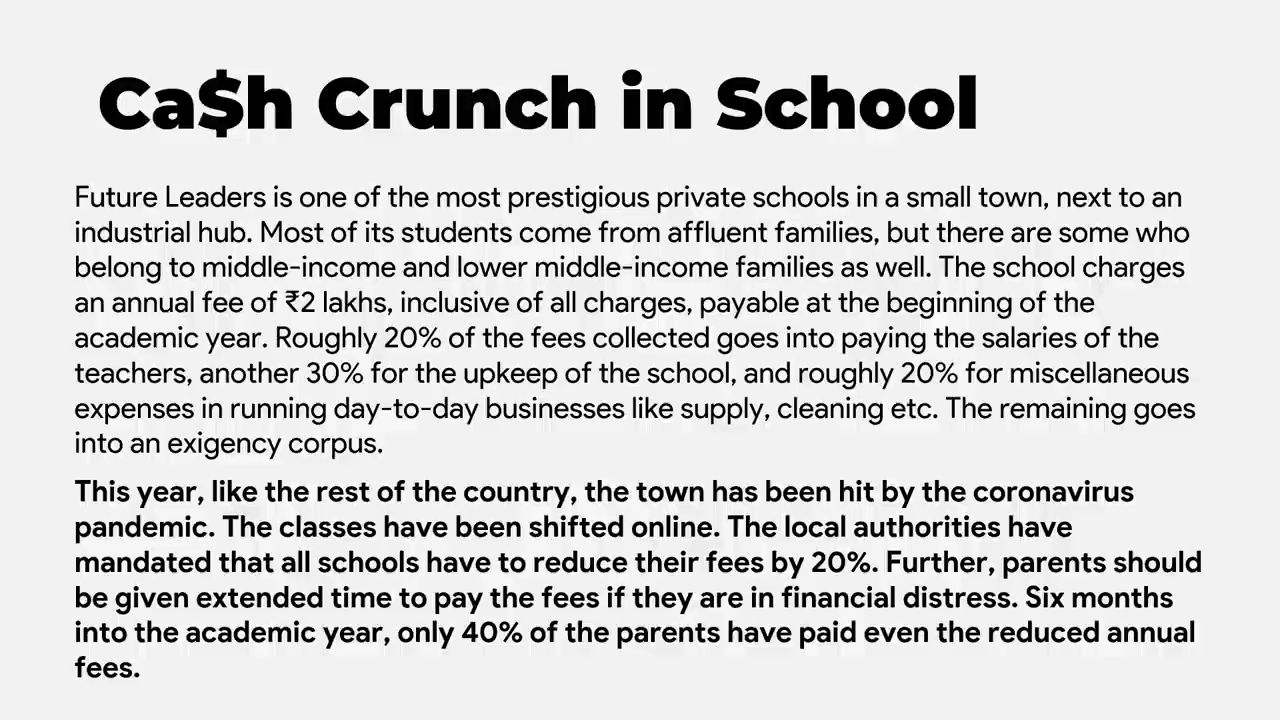 Ca$h Crunch in School
Future Leaders is one of the most prestigious private schools in a small town, next to an
industrial hub. Most of its students come from affluent families, but there are some who
belong to middle-income and lower middle-income families as well. The school charges
an annual fee of ₹2 lakhs, inclusive of all charges, payable at the beginning of the
academic year. Roughly 20% of the fees collected goes into paying the salaries of the
teachers, another 30% for the upkeep of the school, and roughly 20% for miscellaneous
expenses in running day-to-day businesses like supply, cleaning etc. The remaining goes
into an exigency corpus.
This year, like the rest of the country, the town has been hit by the coronavirus
pandemic. The classes have been shifted online. The local authorities have
mandated that all schools have to reduce their fees by 20%. Further, parents should
be given extended time to pay the fees if they are in financial distress. Six months
into the academic year, only 40% of the parents have paid even the reduced annual
fees.